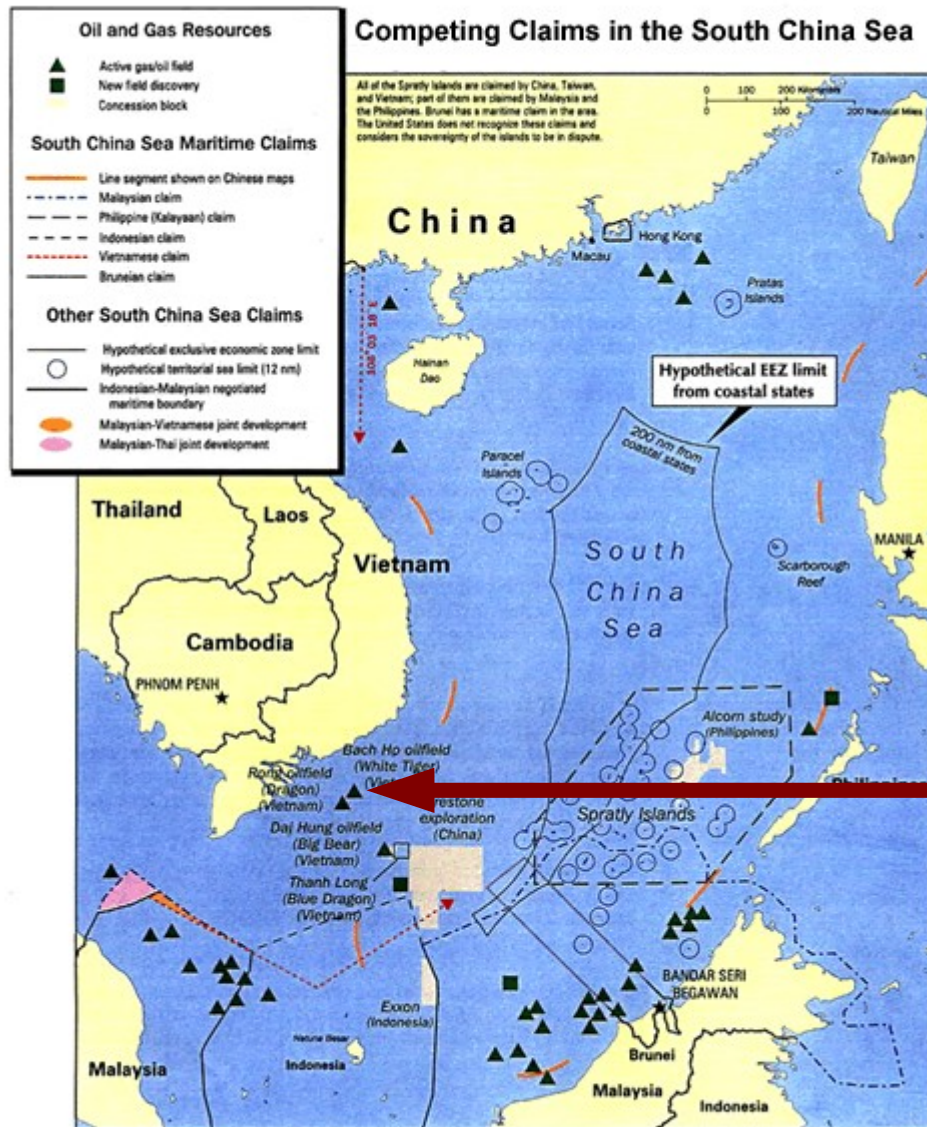 Oil and Gas Resources
Active gas/oil field
New field discovery
Concession block
South China Sea Maritime Claims
Line segment shown on Chinese maps
Malaysian claim
Philippine (Kalayaan) claim
Indonesian claim
Vietnamese claim
Bruneian claim
Other South China Sea Claims
Hypothetical exclusive economic zone limit
Hypothetical territorial sea limit (12 nm)
Indonesian-Malaysian negotiated
maritime boundary
Malaysian-Vietnamese joint development
Malaysian-Thai joint development
Competing Claims in the South China Sea
All of the Spratly Islands are claimed by China, Taiwan,
and Vietnam; part of them are claimed by Malaysia and
the Philippines. Brunei has a maritime claim in the area.
The United States does not recognize these claims and
considers the sovereignty of the islands to be in dispute.
0 200 Kilometers
0 200 Nautical Miles
Taiwan
China
Hong Kong
Macau
Pratas
Islands
108° 03' 18" E
Hainan
Dao
Hypothetical EEZ limit
from coastal states
200 nm from
coastal states
Paracel
Islands
Thailand
Laos
Vietnam
South
China
Sea
MANILA
Scarborough
Reef
Cambodia
PHNOM PENH
Alcorn study
(Philippines)
Bach Ho oilfield
(White Tiger)
Rong oilfield
(Dragon)
(Vietnam)
exploration
(China)
Spratly Islands
Daj Hung oilfield
(Big Bear)
(Vietnam)
Thanh Long
(Blue Dragon)
(Vietnam)
BANDAR SERI
BEGAWAN
Exxon
(Indonesia)
Natuna Besar
Indonesia
Malaysia
Brunei
Malaysia
Indonesia